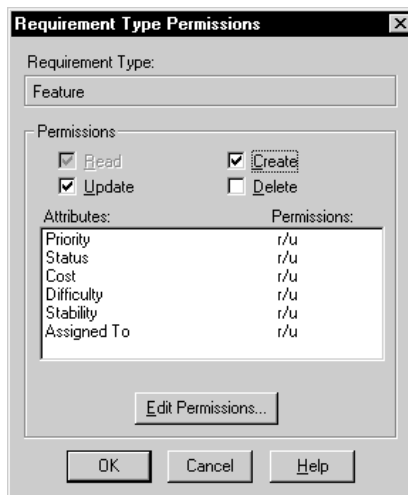 Requirement Type Permissions
Requirement Type:
Feature
Permissions
Read Create
Update Delete
Attributes: Permissions:
Priority r/u
Status r/u
Cost r/u
Difficulty r/u
Stability r/u
Assigned To r/u
Edit Permissions...
OK Cancel Help